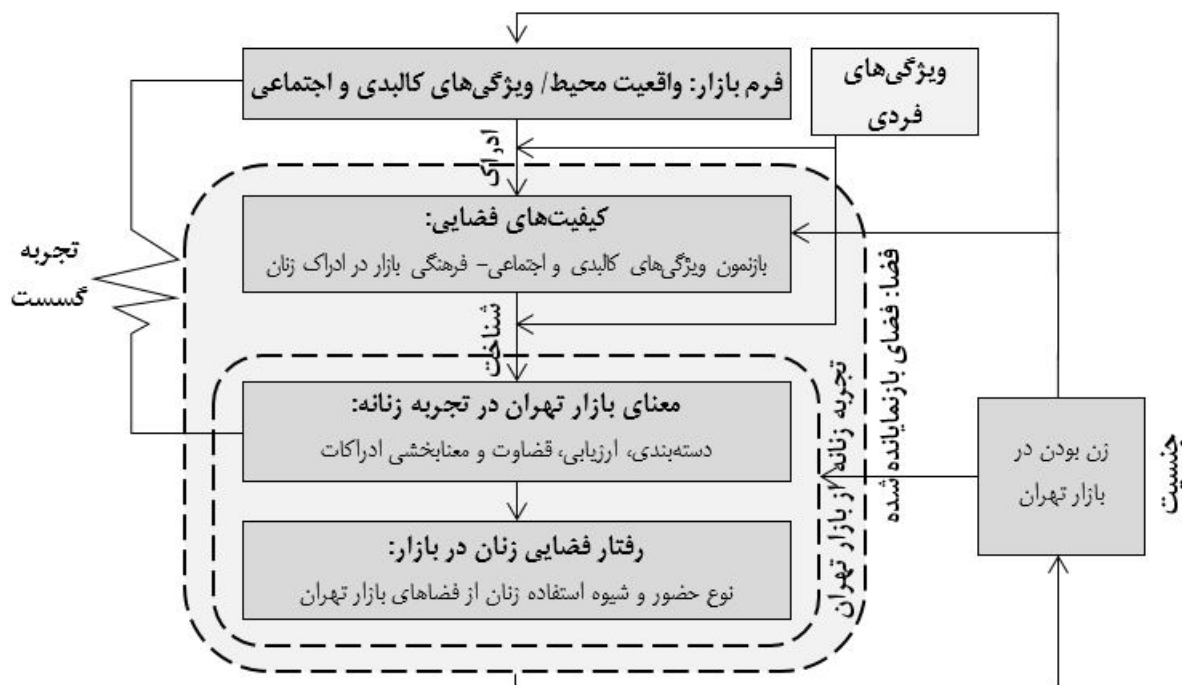 فرم بازار: واقعیت محیط/ ویژگی‌های کالبدی و اجتماعی
ویژگی‌های
فردی
ادراک
کیفیت‌های فضایی:
بازنمون ویژگی‌های کالبدی و اجتماعی- فرهنگی بازار در ادراک زنان
تجربه
گسست
شناخت
معنای بازار تهران در تجربه زنانه:
دسته‌بندی، ارزیابی، قضاوت و معنابخشی ادراکات
رفتار فضایی زنان در بازار:
نوع حضور و شیوه استفاده زنان از فضاهای بازار تهران
تجربه زنانه از بازار تهران
فضا: فضای بازنمایانده شده
زن بودن در
بازار تهران
جنسیت